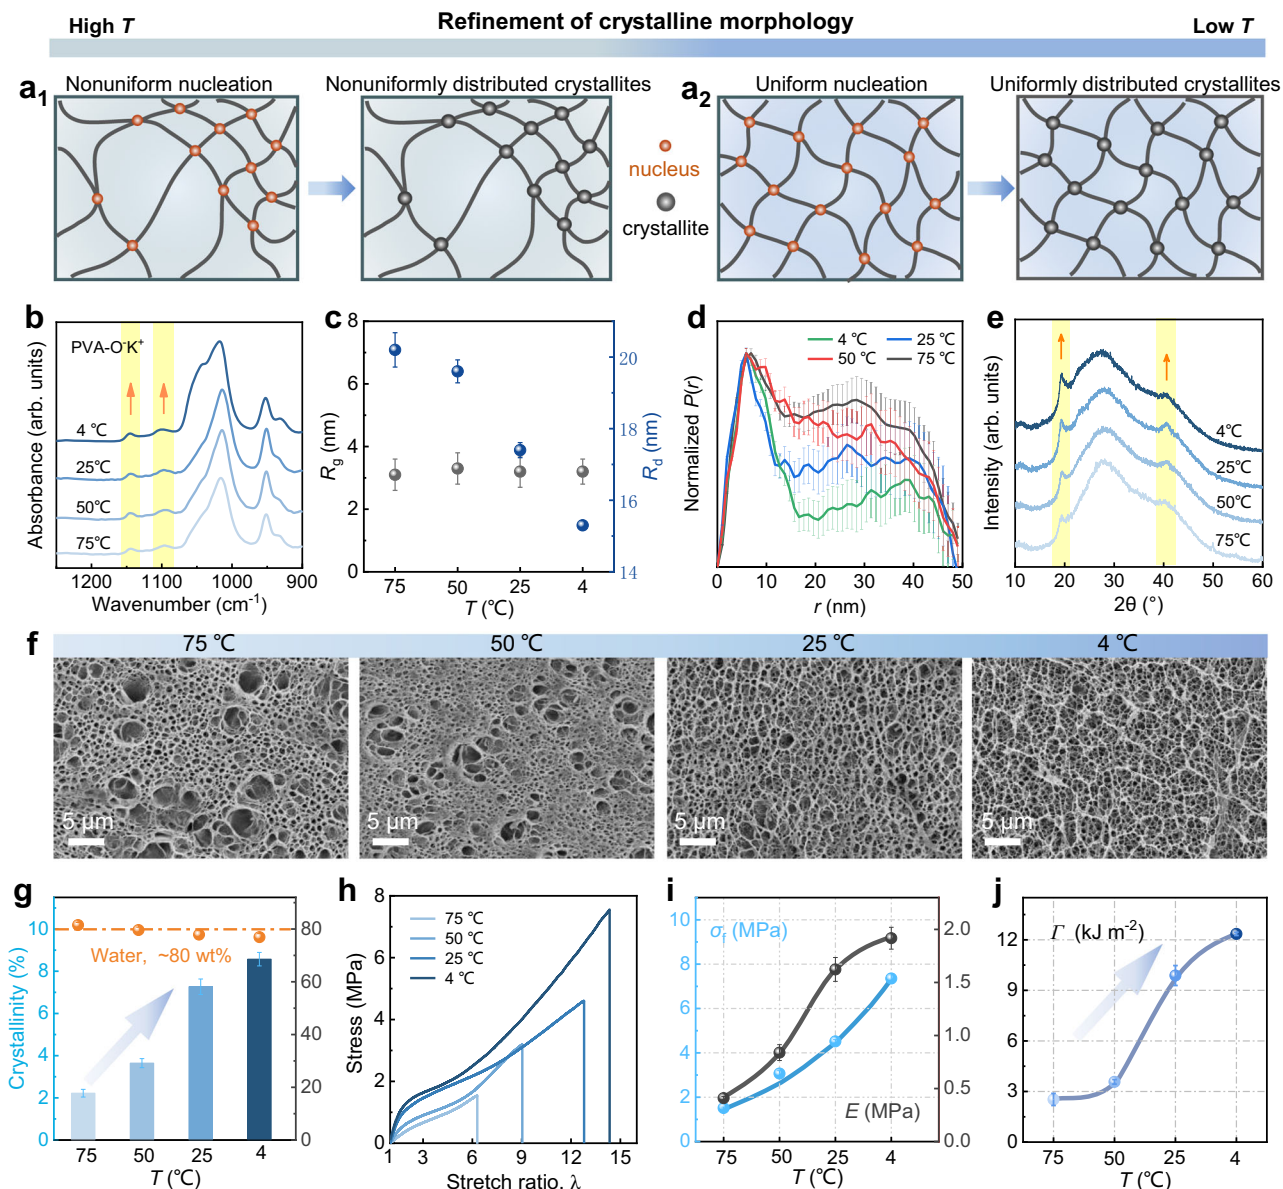 High T
Refinement of crystalline morphology
Low T
a1
Nonuniform nucleation
Nonuniformly distributed crystallites
a2
Uniform nucleation
Uniformly distributed crystallites
nucleus
crystallite
b
PVA-O-K+
4 ℃
25℃
50℃
75℃
Absorbance (arb. units)
1200 1100 1000 900
Wavenumber (cm-1)
c
8
6
4
2
0
Rg (nm)
20
18
16
14
Rd (nm)
75 50 25 4
T (℃)
d
4 ℃ 25 ℃
50 ℃ 75 ℃
Normalized P(r)
0 10 20 30 40 50
r (nm)
e
4℃
25℃
50℃
75℃
Intensity (arb. units)
10 20 30 40 50 60
2θ (°)
f
75 ℃ 50 ℃ 25 ℃ 4 ℃
5 μm 5 μm 5 μm 5 μm
g
10
8
6
4
2
0
Crystallinity (%)
Water, ~80 wt%
100
80
60
40
20
0
75 50 25 4
T (℃)
h
8
6
4
2
0
Stress (MPa)
75 ℃
50 ℃
25 ℃
4 ℃
1 3 6 9 12 15
Stretch ratio, λ
i
10
8
6
4
2
0
σf (MPa)
2.0
1.5
1.0
0.5
0.0
E (MPa)
75 50 25 4
T (℃)
j
Γ (kJ m-2)
12
9
6
3
0
75 50 25 4
T (℃)